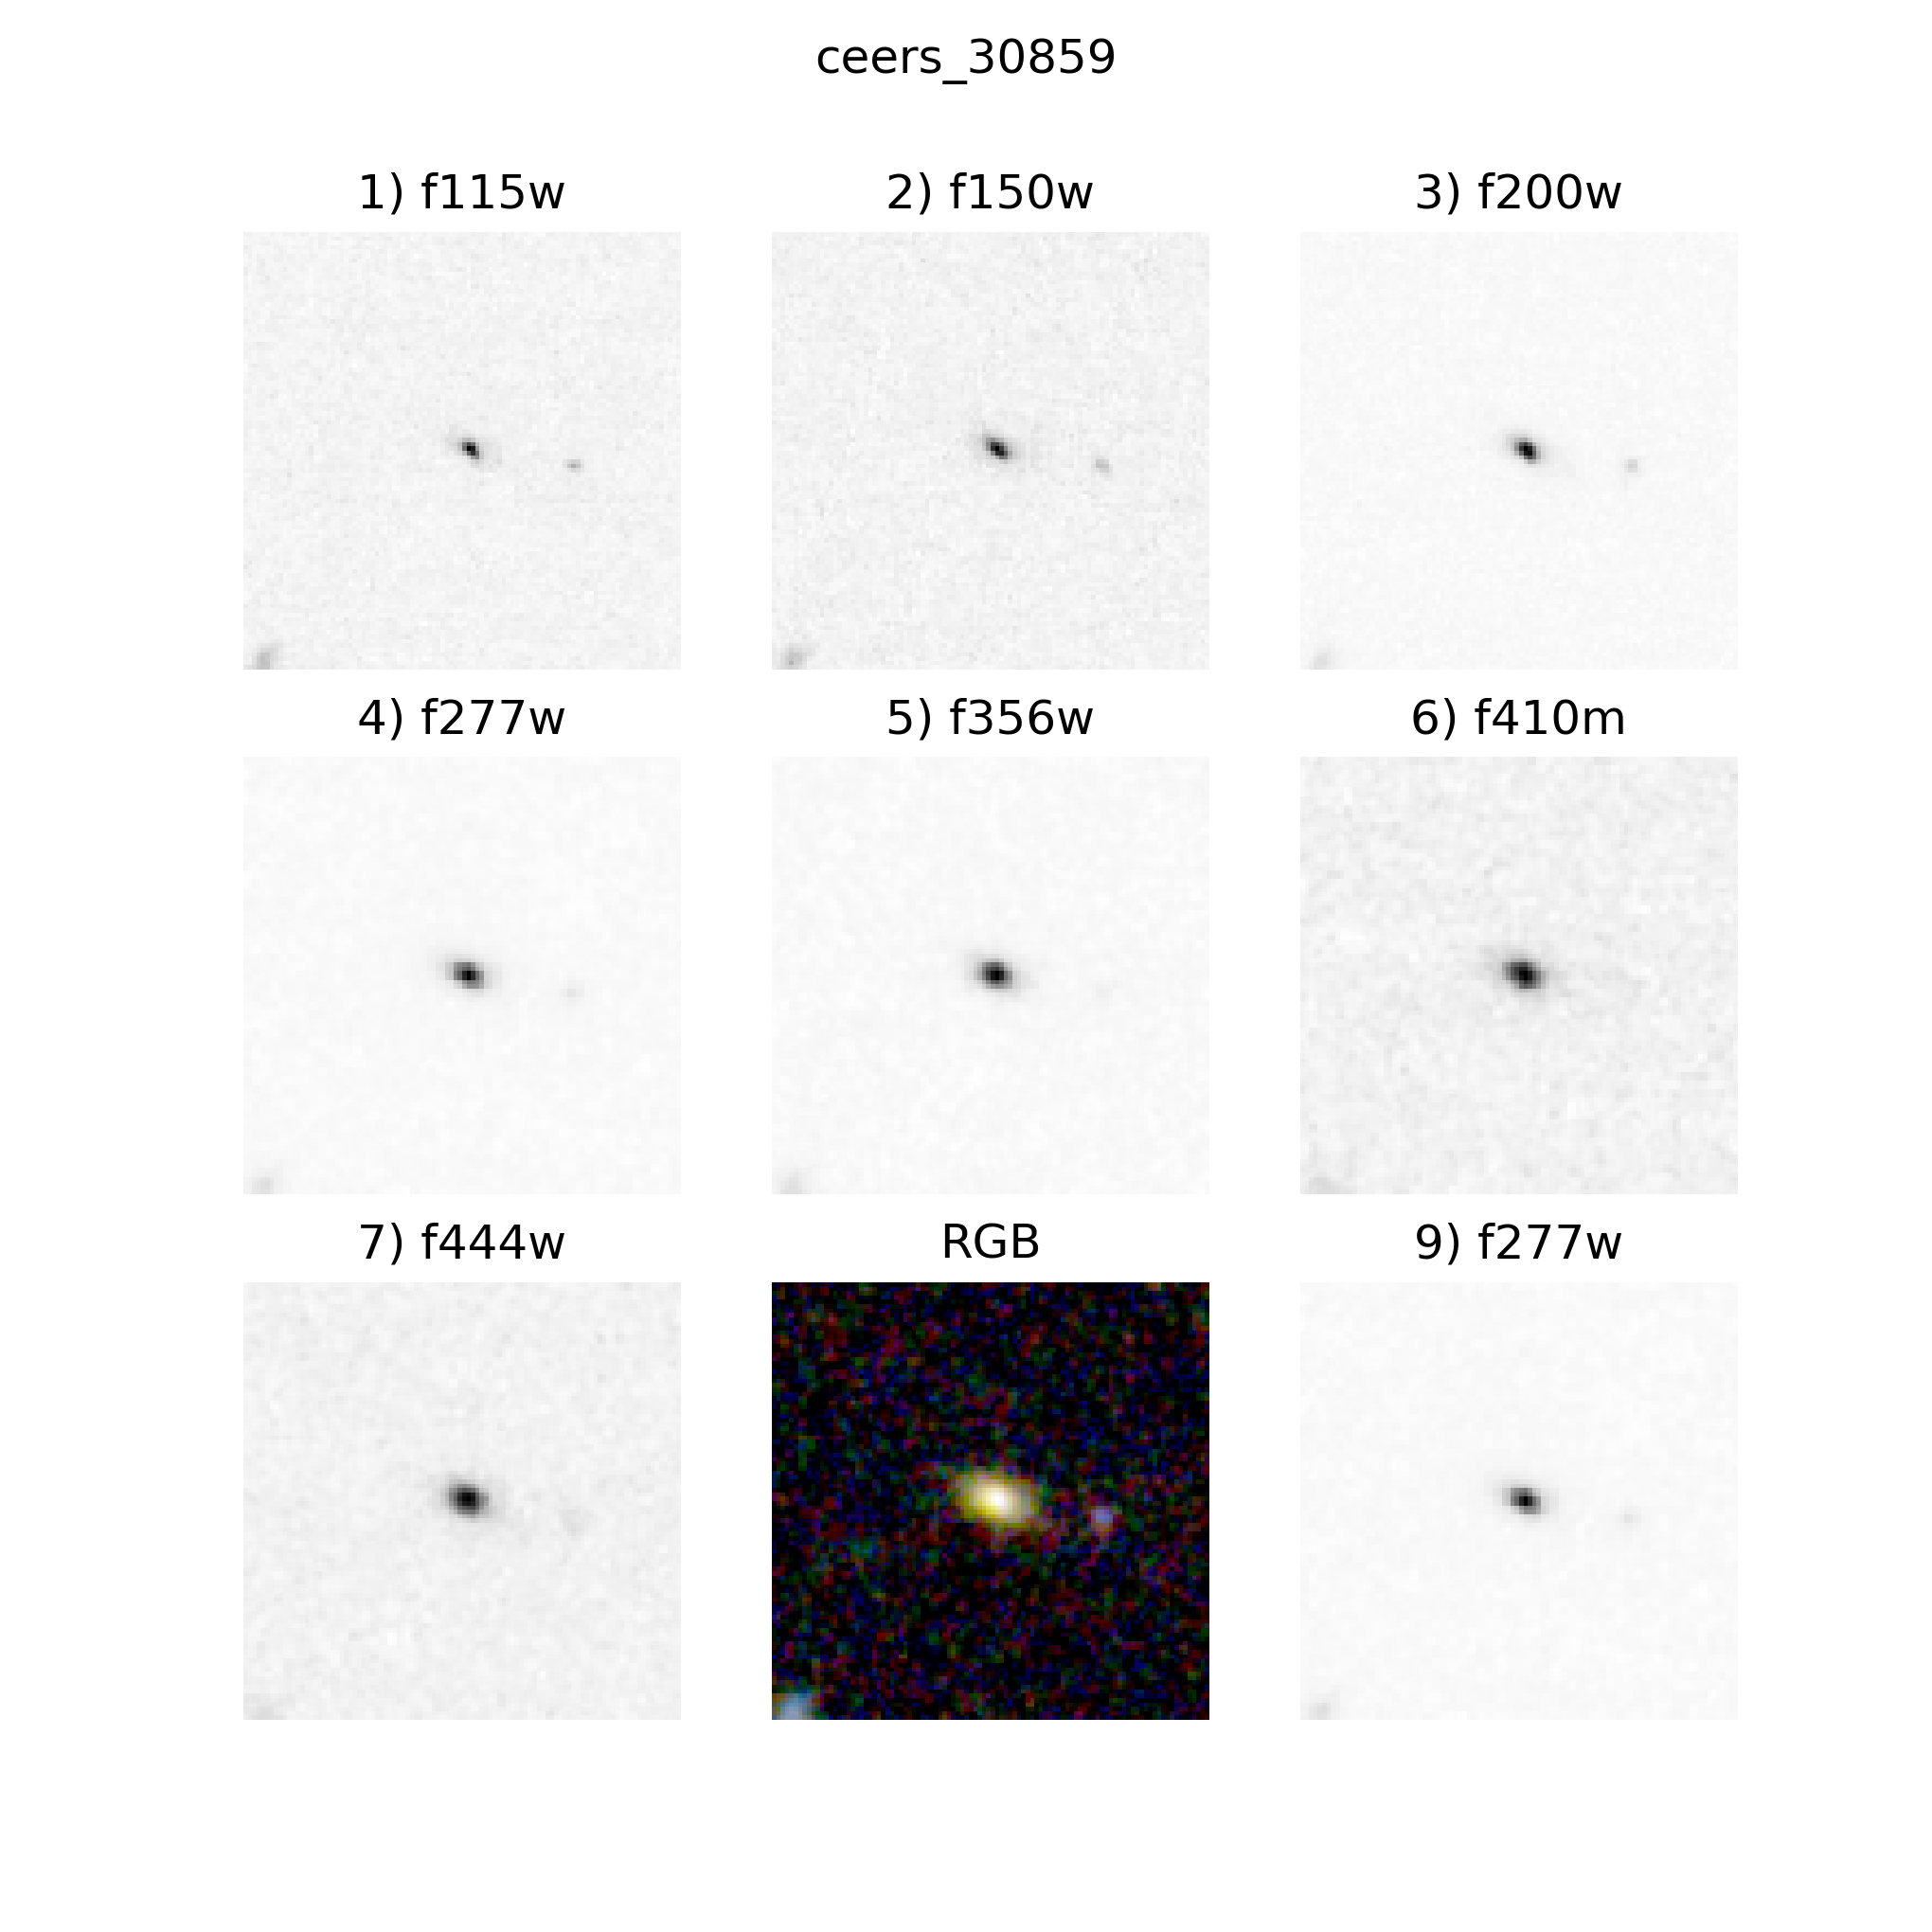 ceers_30859
1) f115w
2) f150w
3) f200w
4) f277w
5) f356w
6) f410m
7) f444w
RGB
9) f277w